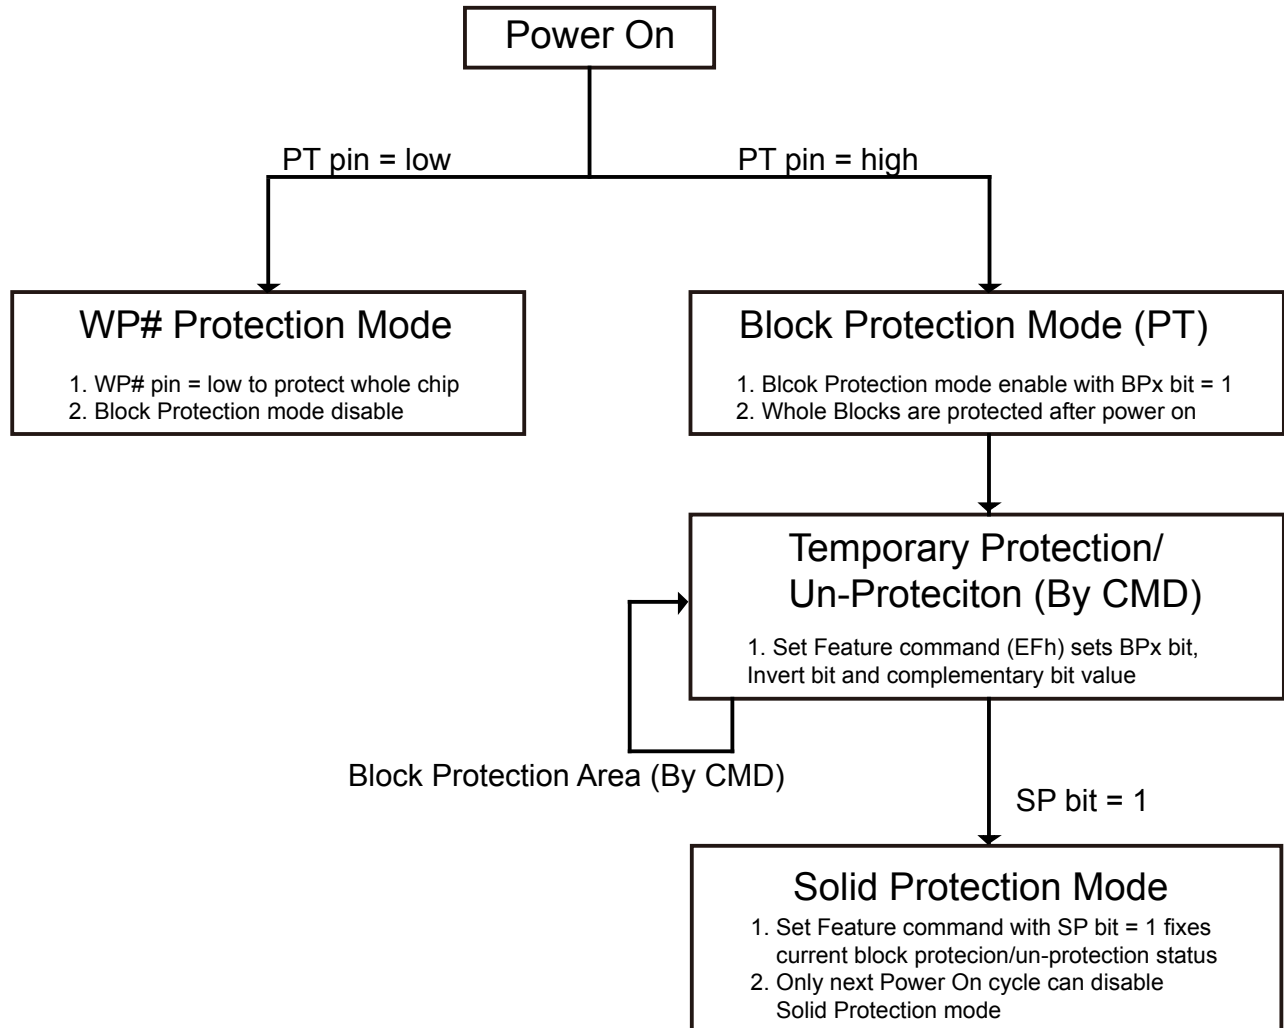 Power On
PT pin = low
PT pin = high
WP# Protection Mode
1. WP# pin = low to protect whole chip
2. Block Protection mode disable
Block Protection Mode (PT)
1. Blcok Protection mode enable with BPx bit = 1
2. Whole Blocks are protected after power on
Temporary Protection/
Un-Proteciton (By CMD)
1. Set Feature command (EFh) sets BPx bit,
Invert bit and complementary bit value
Block Protection Area (By CMD)
SP bit = 1
Solid Protection Mode
1. Set Feature command with SP bit = 1 fixes
current block protecion/un-protection status
2. Only next Power On cycle can disable
Solid Protection mode